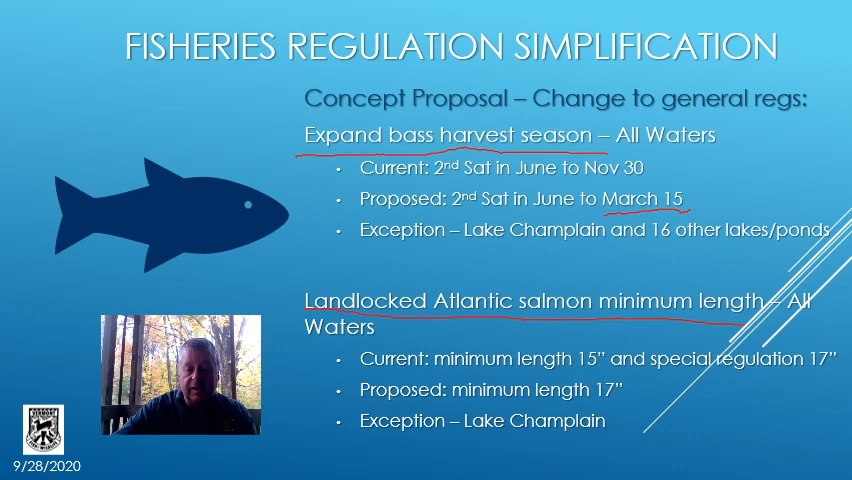 FISHERIES REGULATION SIMPLIFICATION
Concept Proposal – Change to general regs:
Expand bass harvest season – All Waters
• Current: 2nd Sat in June to Nov 30
• Proposed: 2nd Sat in June to March 15
• Exception – Lake Champlain and 16 other lakes/ponds
Landlocked Atlantic salmon minimum length – All
Waters
• Current: minimum length 15” and special regulation 17”
• Proposed: minimum length 17”
• Exception – Lake Champlain
VERMONT
9/28/2020